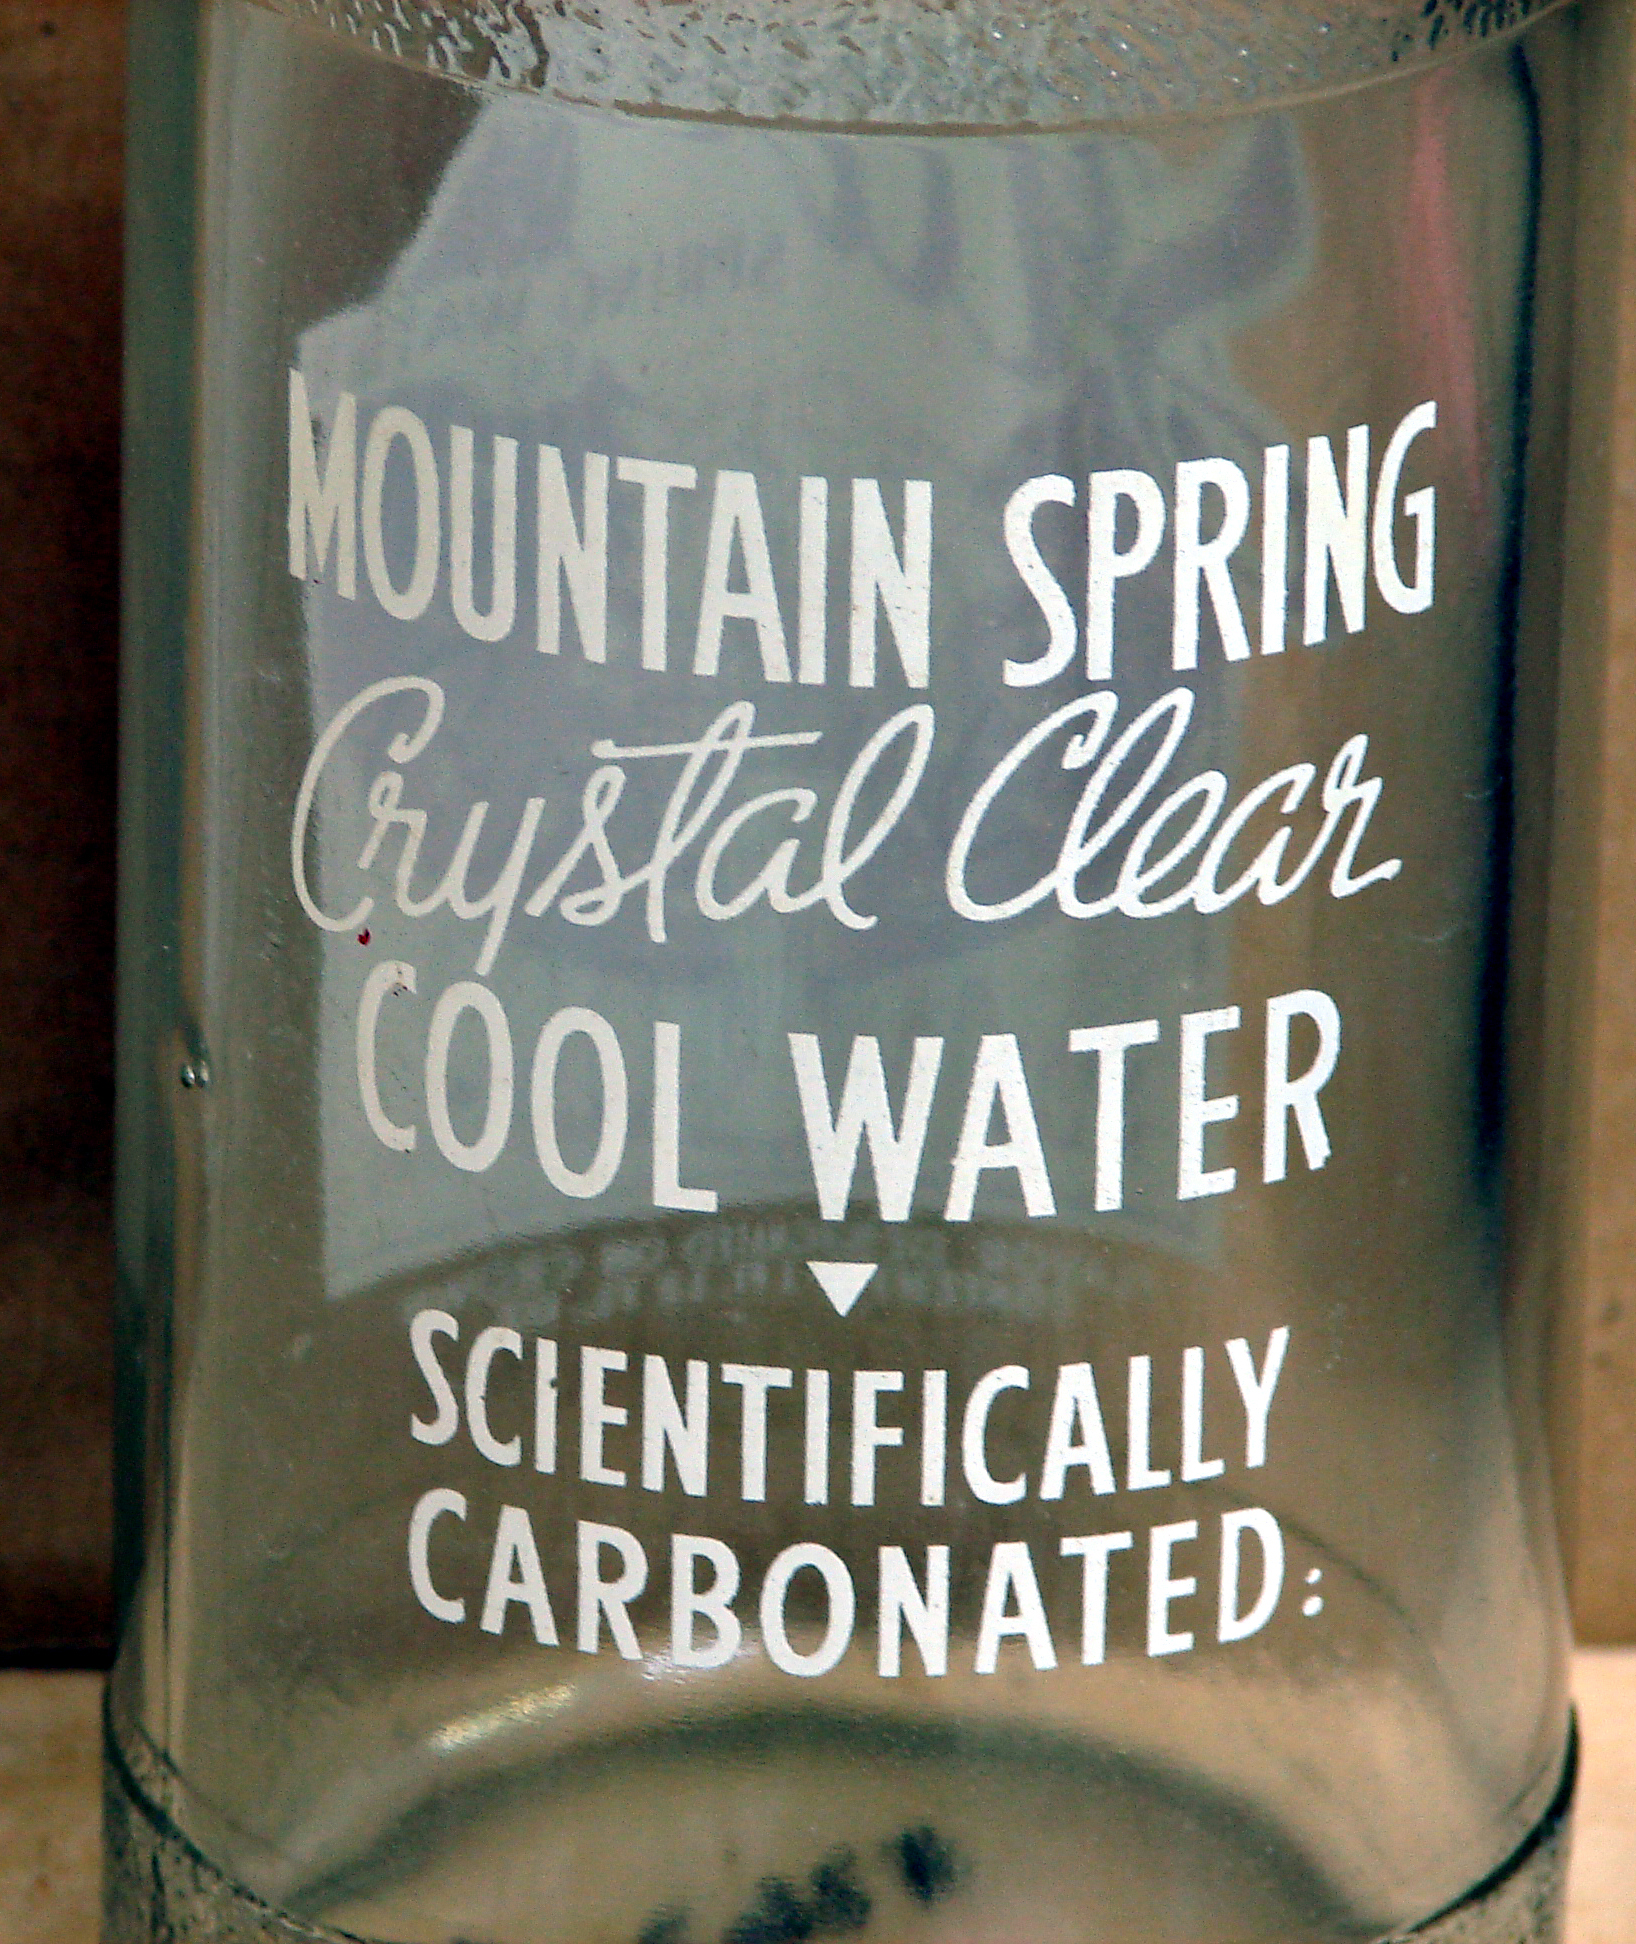 MOUNTAIN SPRING
Crystal Clear
COOL WATER
SCIENTIFICALLY
CARBONATED: